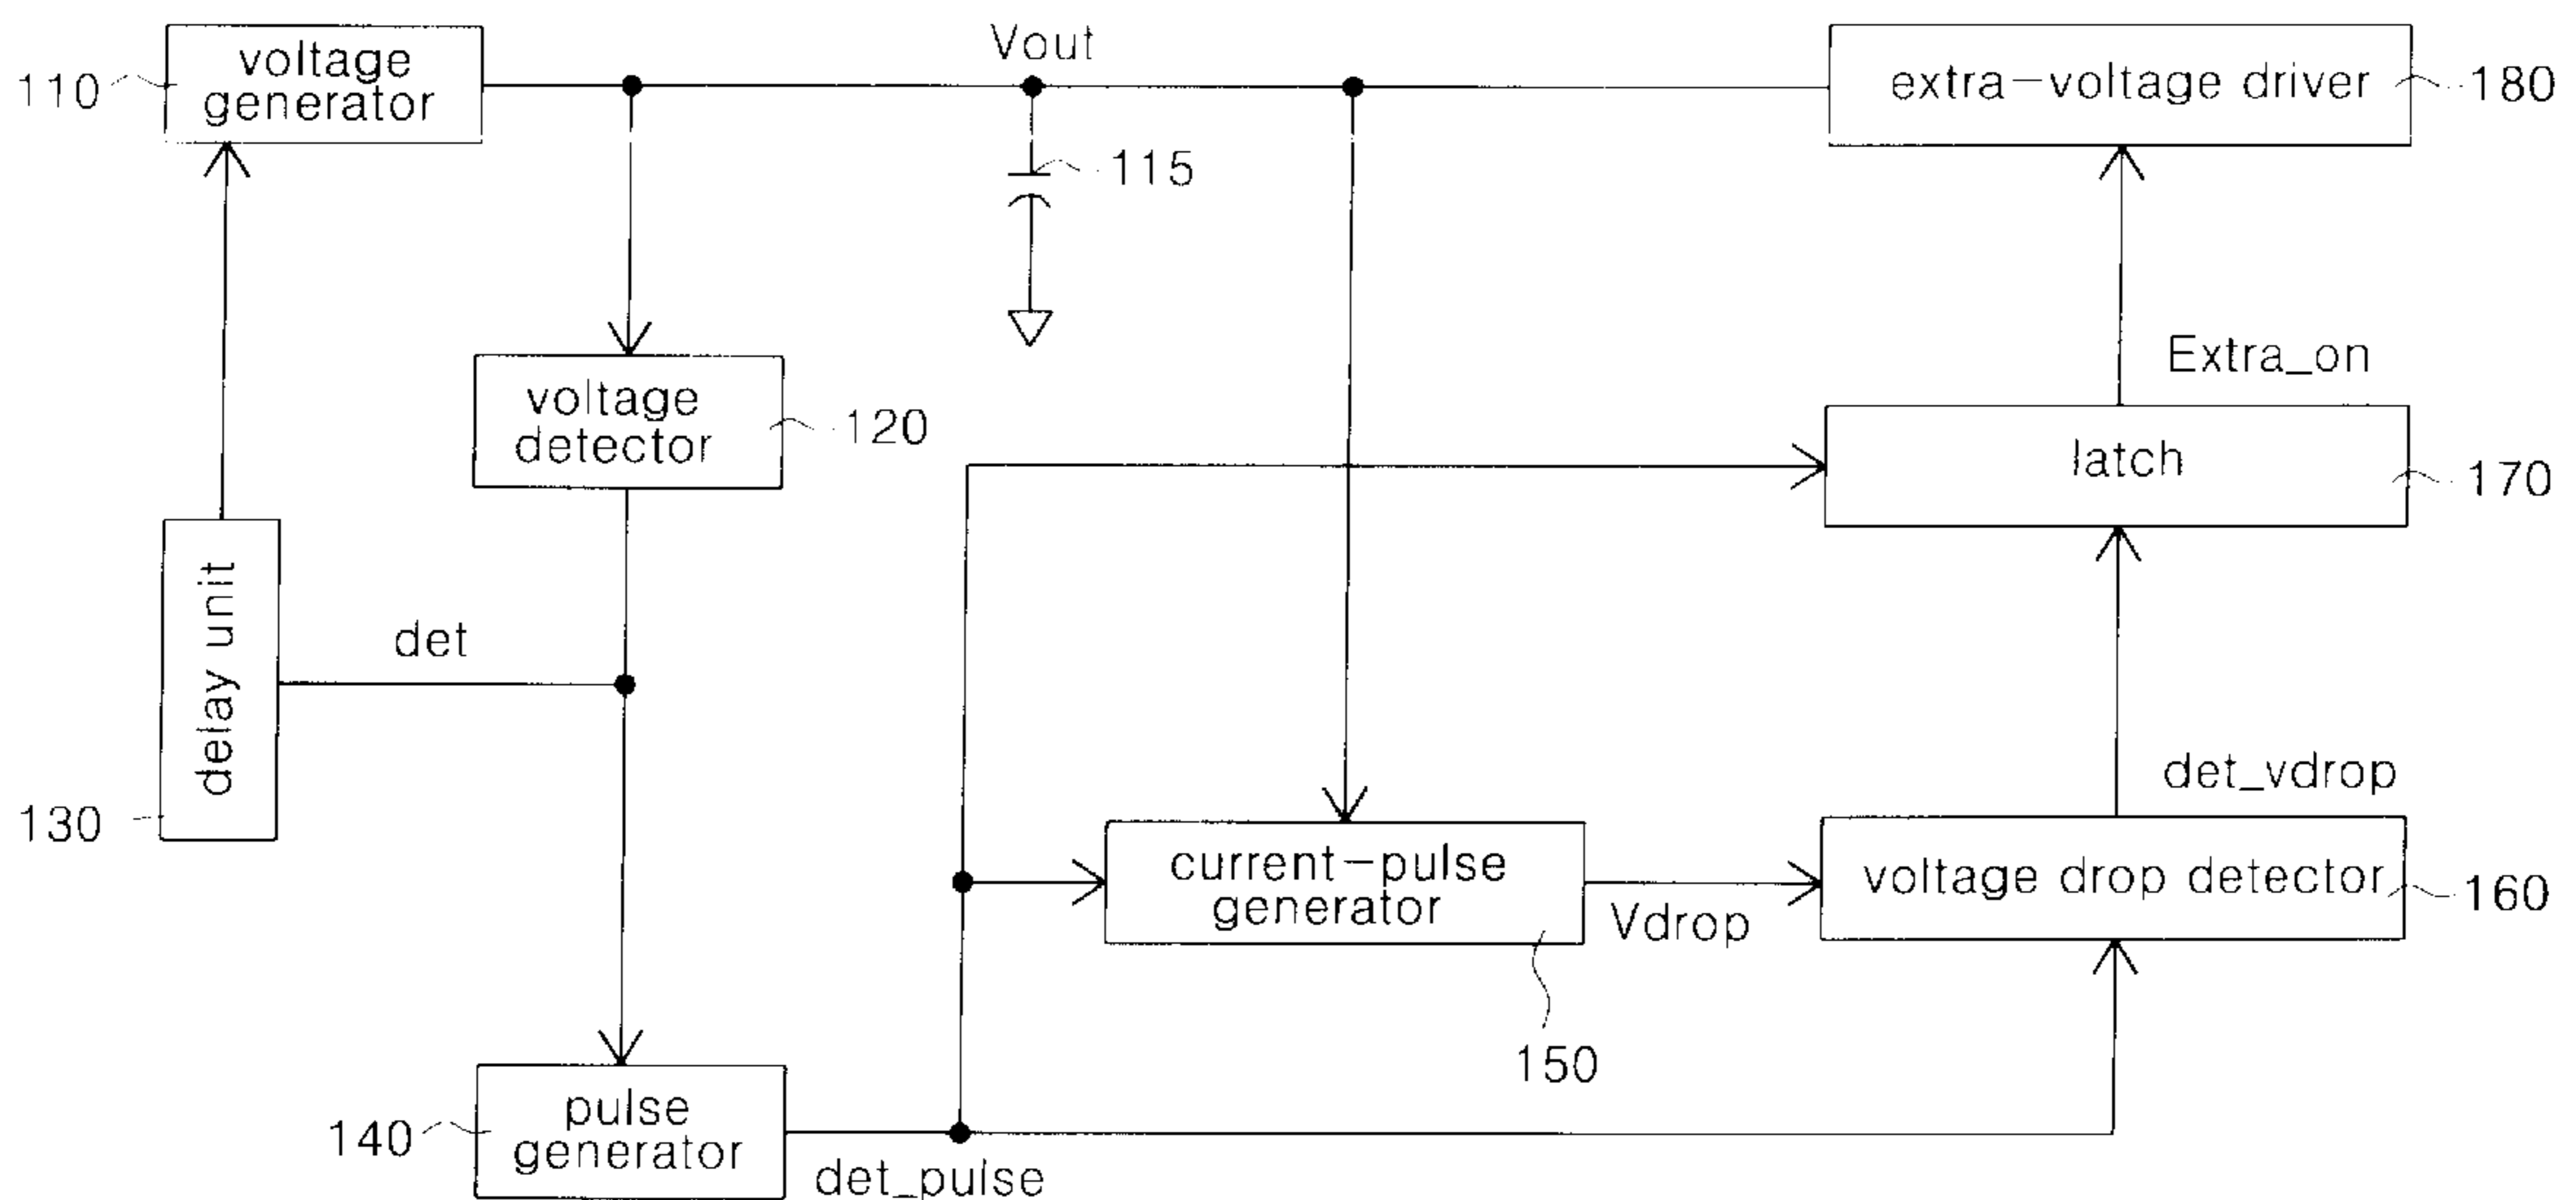 Vout
110
voltage
generator
extra-voltage driver
180
115
voltage
detector
120
Extra_on
latch
170
delay unit
det
130
det_vdrop
current-pulse
generator
Vdrop
voltage drop detector
160
150
pulse
generator
140
det_pulse